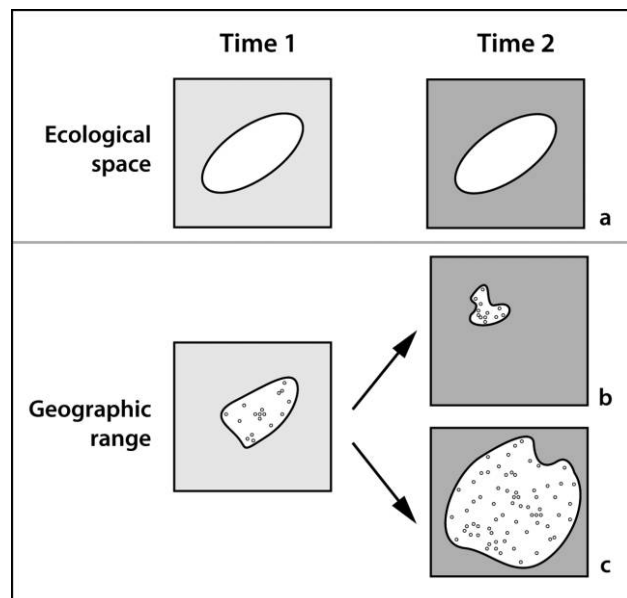 Time 1
Time 2
Ecological
space
a
b
Geographic
range
c